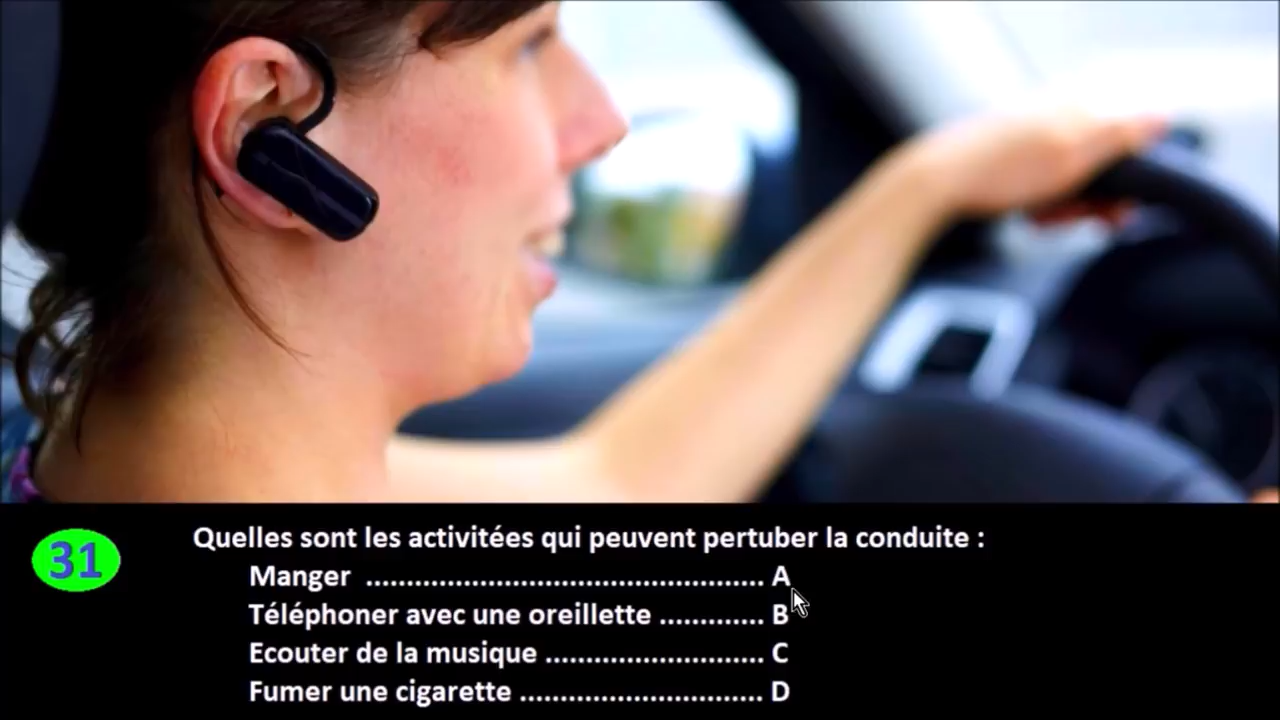 31
Quelles sont les activitées qui peuvent pertuber la conduite :
Manger ................................................ A
Téléphoner avec une oreillette ............. B
Ecouter de la musique ........................... C
Fumer une cigarette .............................. D